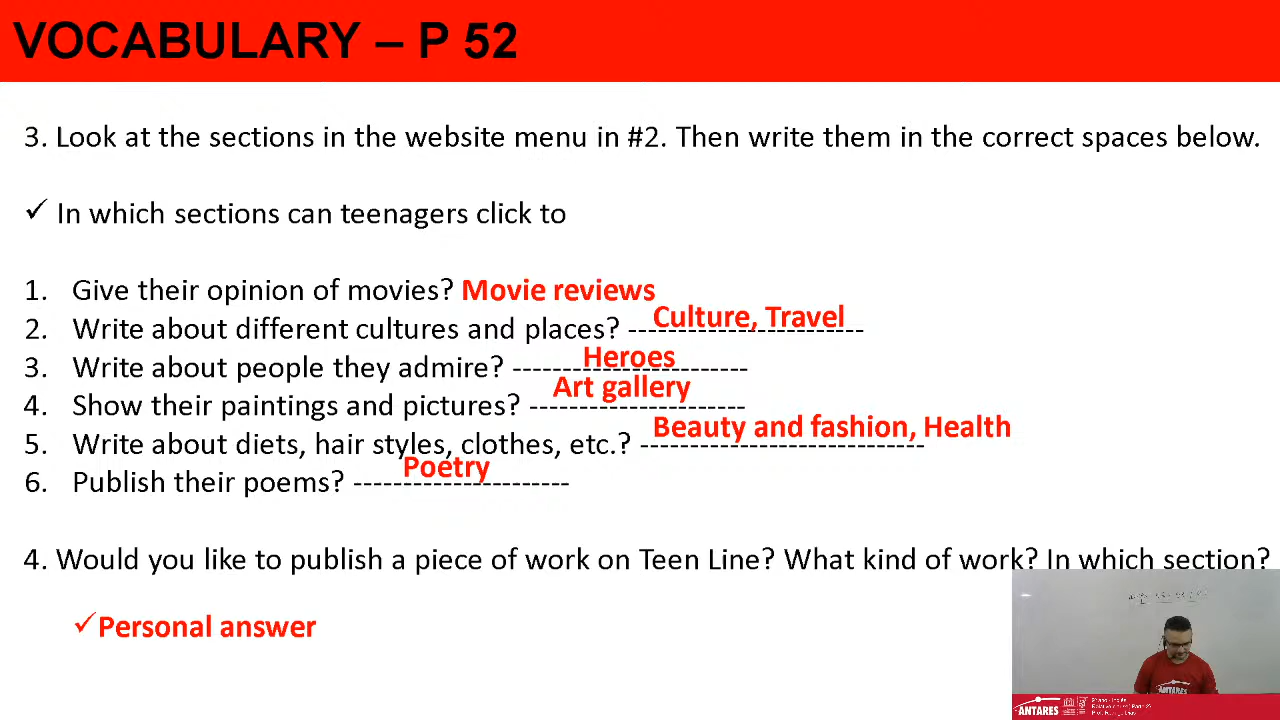 VOCABULARY – P 52
3. Look at the sections in the website menu in #2. Then write them in the correct spaces below.
✓ In which sections can teenagers click to
1. Give their opinion of movies? Movie reviews
2. Write about different cultures and places? ------------------------ Culture, Travel
3. Write about people they admire? ------------------------ Heroes
4. Show their paintings and pictures? ---------------------- Art gallery
5. Write about diets, hair styles, clothes, etc.? ----------------------------- Beauty and fashion, Health
6. Publish their poems? ---------------------- Poetry
4. Would you like to publish a piece of work on Teen Line? What kind of work? In which section?
✓Personal answer
ANTARES
ANTARES